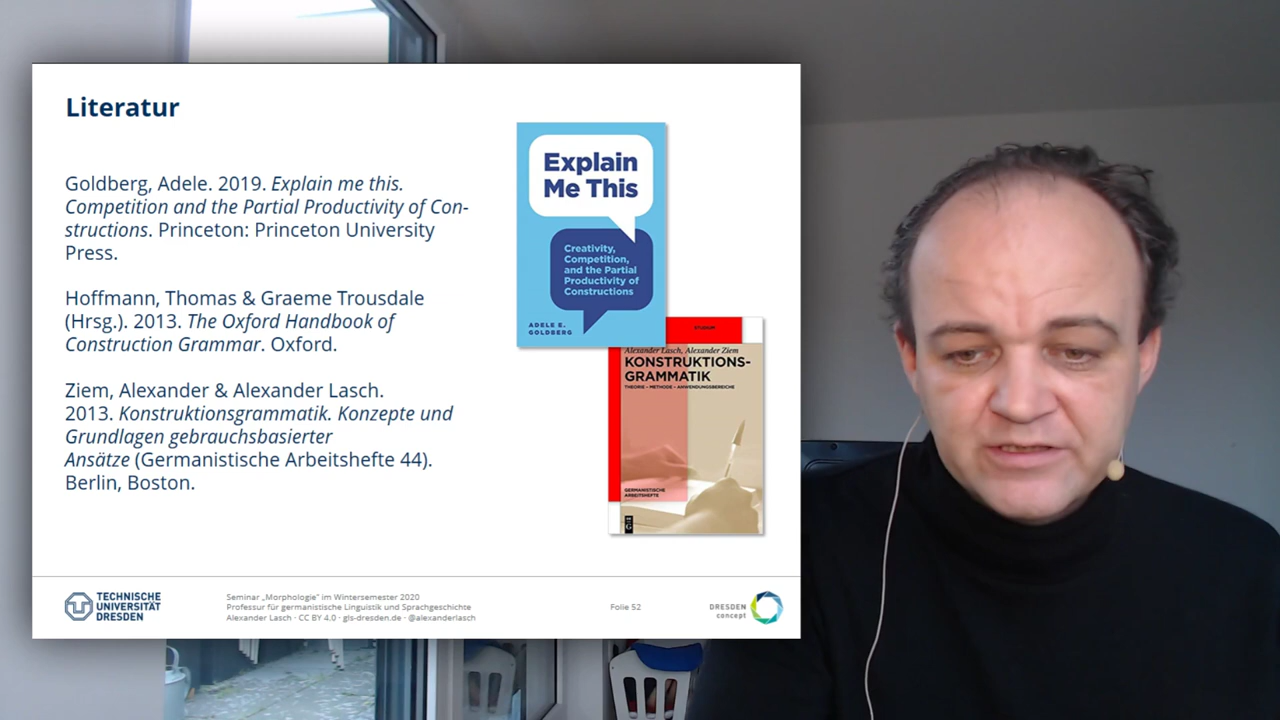 Literatur
Goldberg, Adele. 2019. Explain me this.
Competition and the Partial Productivity of Con-
structions. Princeton: Princeton University
Press.
Hoffmann, Thomas & Graeme Trousdale
(Hrsg.). 2013. The Oxford Handbook of
Construction Grammar. Oxford.
Ziem, Alexander & Alexander Lasch.
2013. Konstruktionsgrammatik. Konzepte und
Grundlagen gebrauchsbasierter
Ansätze (Germanistische Arbeitshefte 44).
Berlin, Boston.
Explain
Me This
Creativity,
Competition,
and the Partial
Productivity of
Constructions
ADELE E.
GOLDBERG
STUDIUM
Alexander Lasch, Alexander Ziem
KONSTRUKTIONS-
GRAMMATIK
THEORIE – METHODE – ANWENDUNGSBEREICHE
GERMANISTISCHE
ARBEITSHEFTE
DE
G
TECHNISCHE
UNIVERSITÄT
DRESDEN
Seminar „Morphologie" im Wintersemester 2020
Professur für germanistische Linguistik und Sprachgeschichte
Alexander Lasch · CC BY 4.0 · gls-dresden.de · @alexanderlasch
Folie 52
DRESDEN
concept